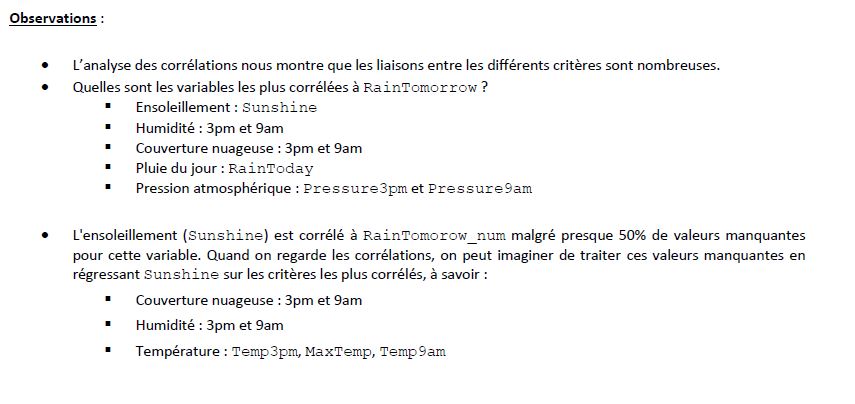 Observations :
• L'analyse des corrélations nous montre que les liaisons entre les différents critères sont nombreuses.
• Quelles sont les variables les plus corrélées à RainTomorrow ?
▪ Ensoleillement : Sunshine
▪ Humidité : 3pm et 9am
▪ Couverture nuageuse : 3pm et 9am
▪ Pluie du jour : RainToday
▪ Pression atmosphérique : Pressure3pm et Pressure9am
• L'ensoleillement (Sunshine) est corrélé à RainTomorow_num malgré presque 50% de valeurs manquantes
pour cette variable. Quand on regarde les corrélations, on peut imaginer de traiter ces valeurs manquantes en
régressant Sunshine sur les critères les plus corrélés, à savoir :
▪ Couverture nuageuse : 3pm et 9am
▪ Humidité : 3pm et 9am
▪ Température : Temp3pm, MaxTemp, Temp9am